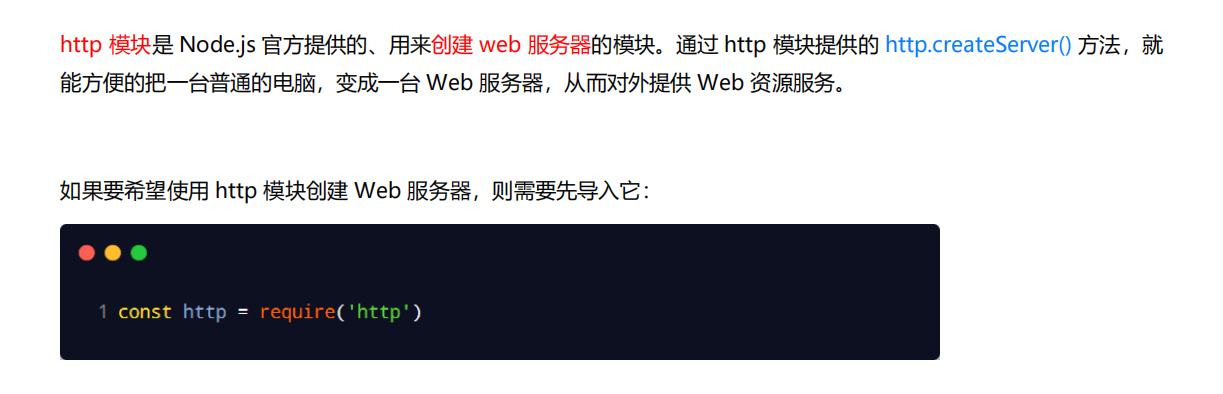 http 模块是 Node.js 官方提供的、用来创建 web 服务器的模块。通过 http 模块提供的 http.createServer() 方法，就
能方便的把一台普通的电脑，变成一台 Web 服务器，从而对外提供 Web 资源服务。
如果要希望使用 http 模块创建 Web 服务器，则需要先导入它：
1 const http = require('http')